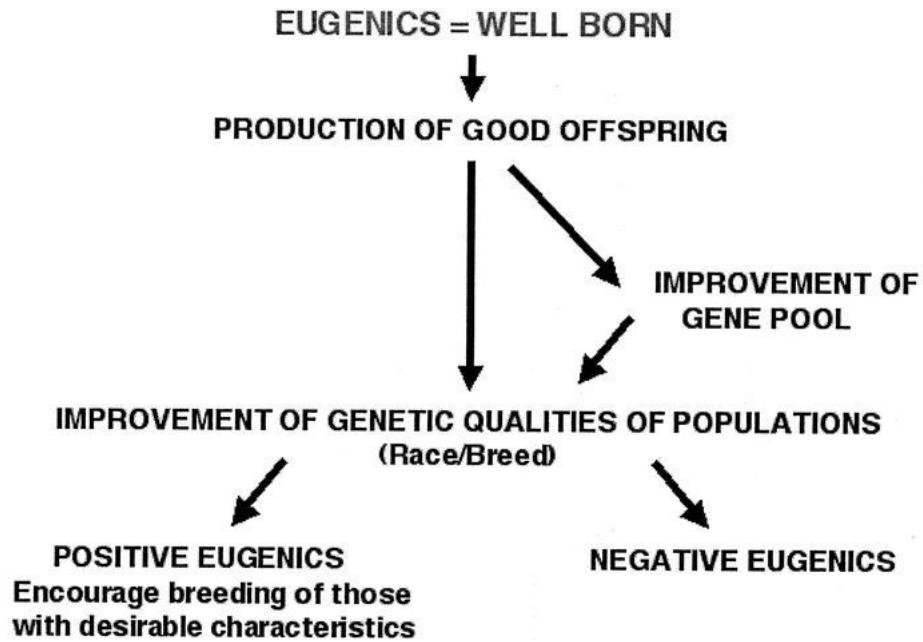 EUGENICS = WELL BORN
PRODUCTION OF GOOD OFFSPRING
IMPROVEMENT OF
GENE POOL
IMPROVEMENT OF GENETIC QUALITIES OF POPULATIONS
(Race/Breed)
POSITIVE EUGENICS
Encourage breeding of those
with desirable characteristics
NEGATIVE EUGENICS